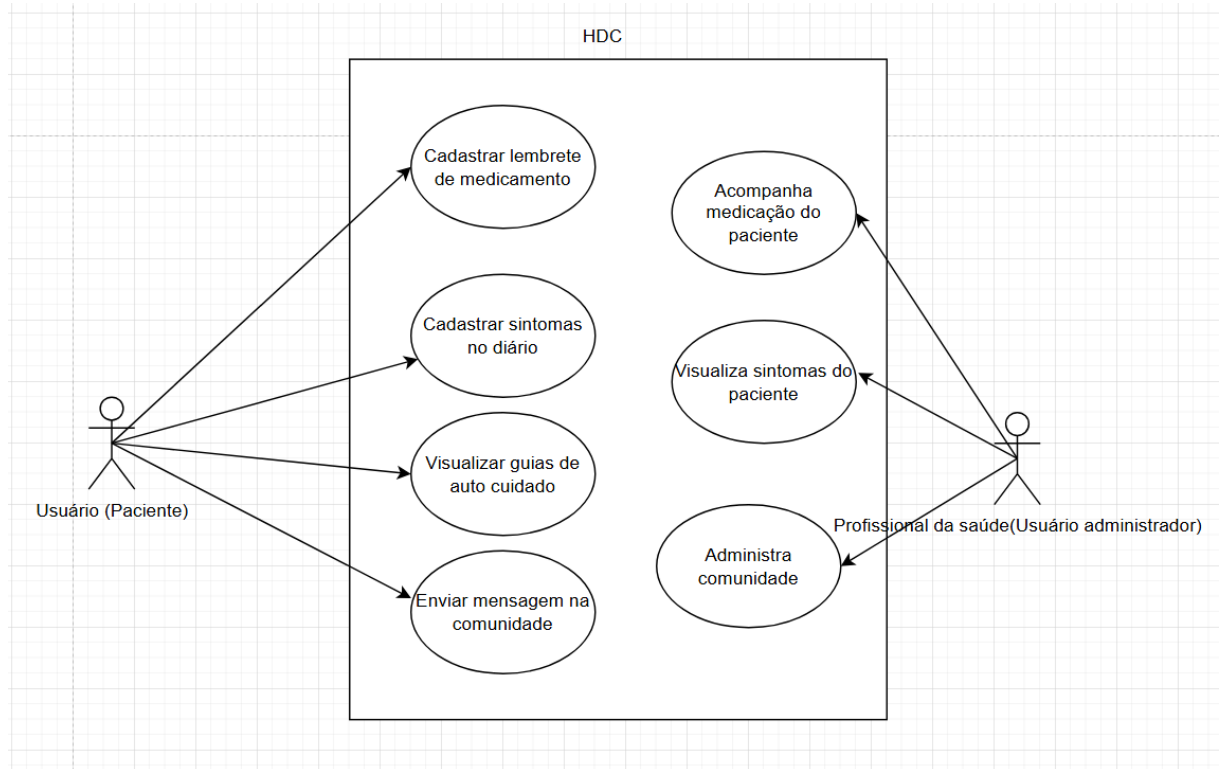 HDC
Cadastrar lembrete
de medicamento
Acompanha
medicação do
paciente
Cadastrar sintomas
no diário
Visualiza sintomas do
paciente
Visualizar guias de
auto cuidado
Usuário (Paciente)
Profissional da saúde(Usuário administrador)
Administra
comunidade
Enviar mensagem na
comunidade